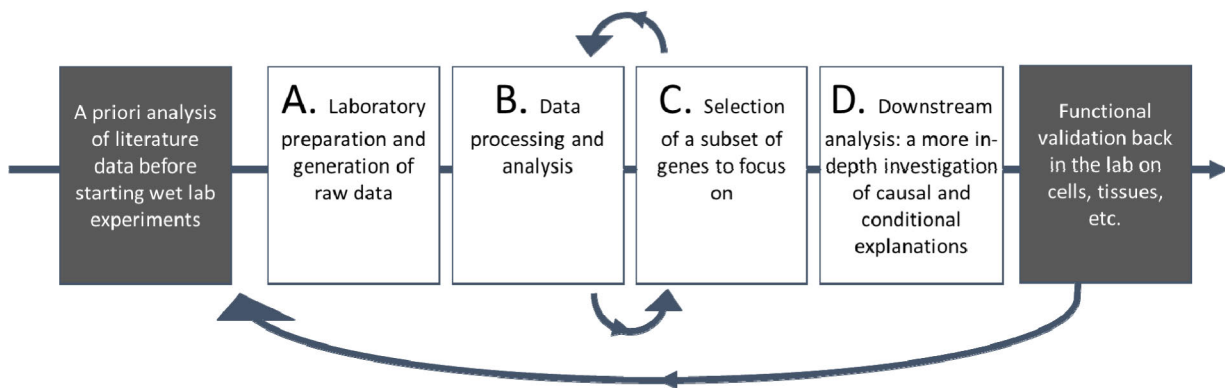 A priori analysis
of literature
data before
starting wet lab
experiments
A. Laboratory
preparation and
generation of
raw data
B. Data
processing and
analysis
C. Selection
of a subset of
genes to focus
on
D. Downstream
analysis: a more in-
depth investigation
of causal and
conditional
explanations
Functional
validation back
in the lab on
cells, tissues,
etc.